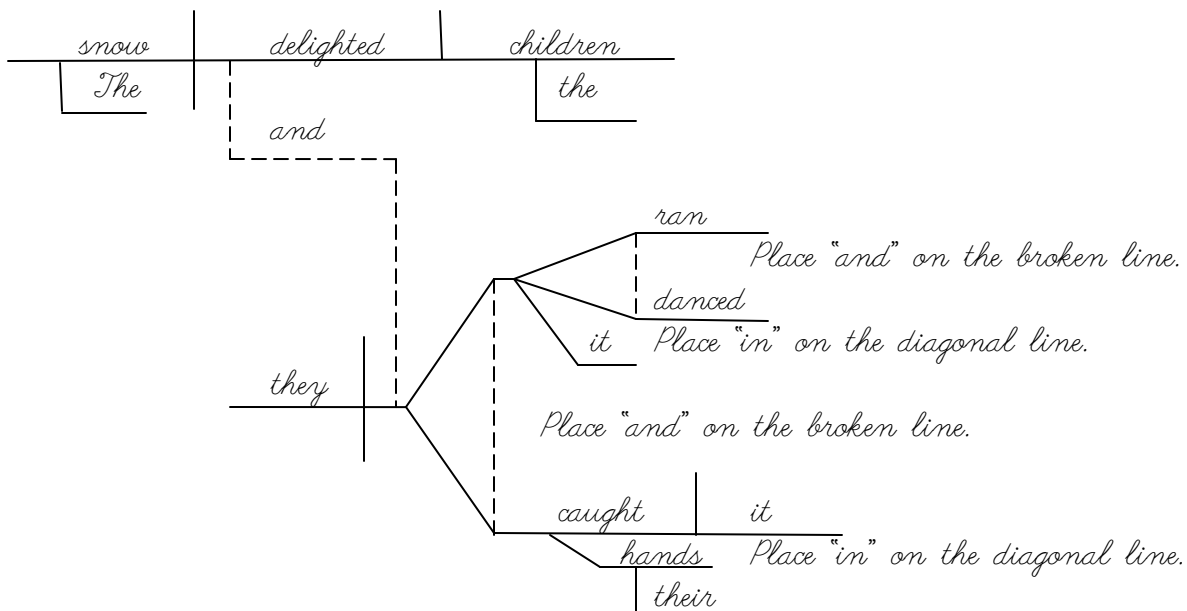 snow delighted children
The the
and
ran
Place “and” on the broken line.
danced
it Place “in” on the diagonal line.
they
Place “and” on the broken line.
caught it
hands Place “in” on the diagonal line.
their